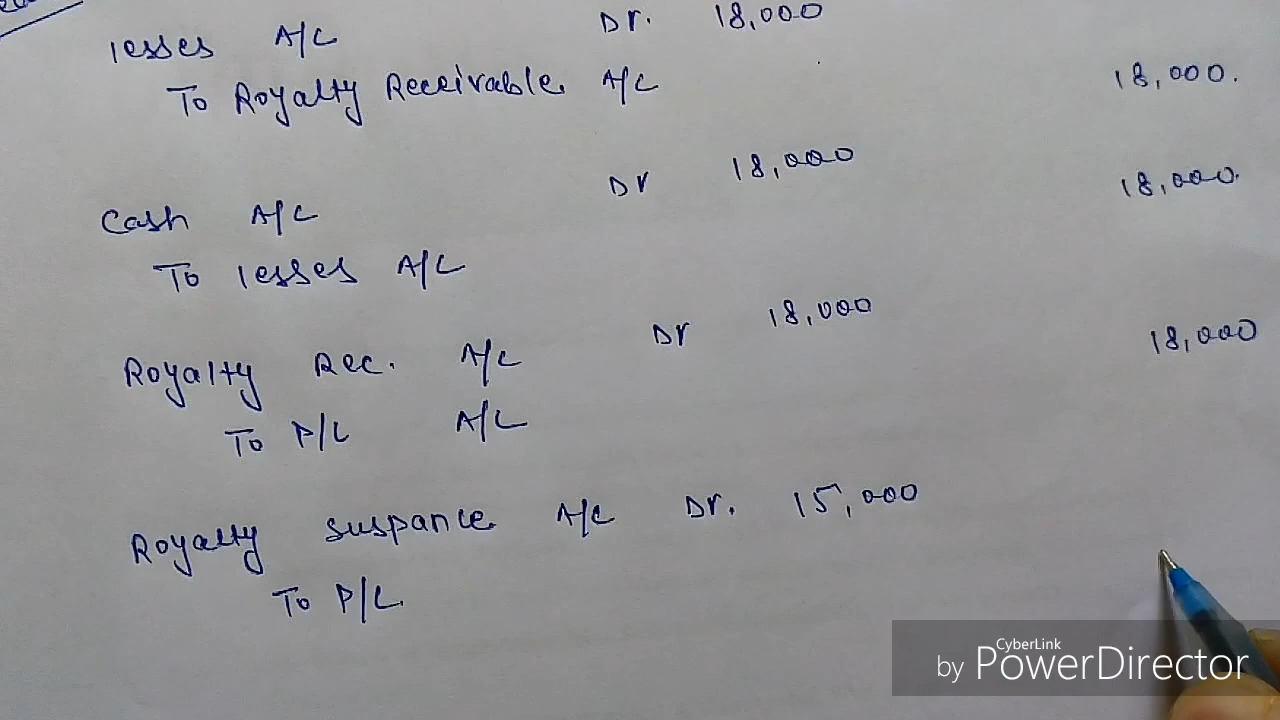 lesses A/C Dr. 18,000
To Royalty Receivable A/C 18,000.
Cash A/C Dr 18,000
To lesses A/C 18,000.
Royalty Rec. A/C Dr 18,000
To P/L A/C 18,000
Royalty suspance A/C Dr. 15,000
To P/L.
CyberLink
by PowerDirector